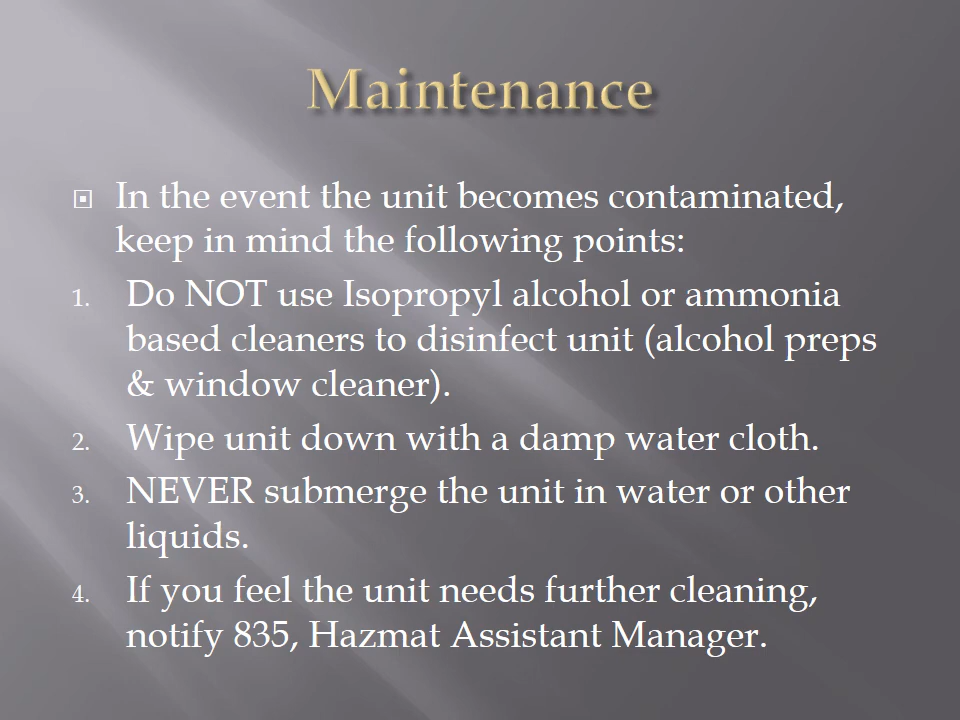 Maintenance
In the event the unit becomes contaminated,
keep in mind the following points:
1. Do NOT use Isopropyl alcohol or ammonia
based cleaners to disinfect unit (alcohol preps
& window cleaner).
2. Wipe unit down with a damp water cloth.
3. NEVER submerge the unit in water or other
liquids.
4. If you feel the unit needs further cleaning,
notify 835, Hazmat Assistant Manager.